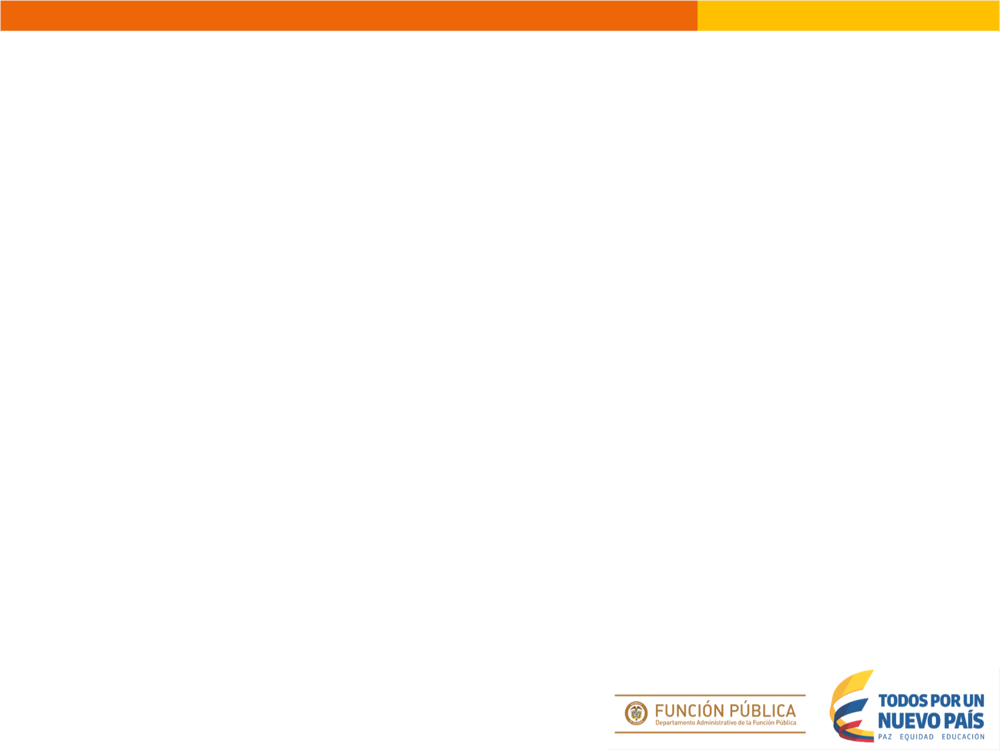 FUNCIÓN PÚBLICA
Departamento Administrativo de la Función Pública
TODOS POR UN
NUEVO PAÍS
PAZ EQUIDAD EDUCACIÓN